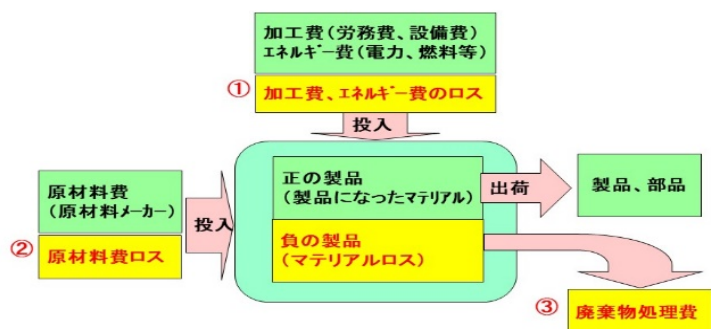 加工費（労務費、設備費）
エネルギー費（電力、燃料等）
① 加工費、エネルギー費のロス
投入
正の製品
（製品になったマテリアル）
出荷
製品、部品
原材料費
（原材料メーカー）
投入
負の製品
（マテリアルロス）
② 原材料費ロス
③ 廃棄物処理費